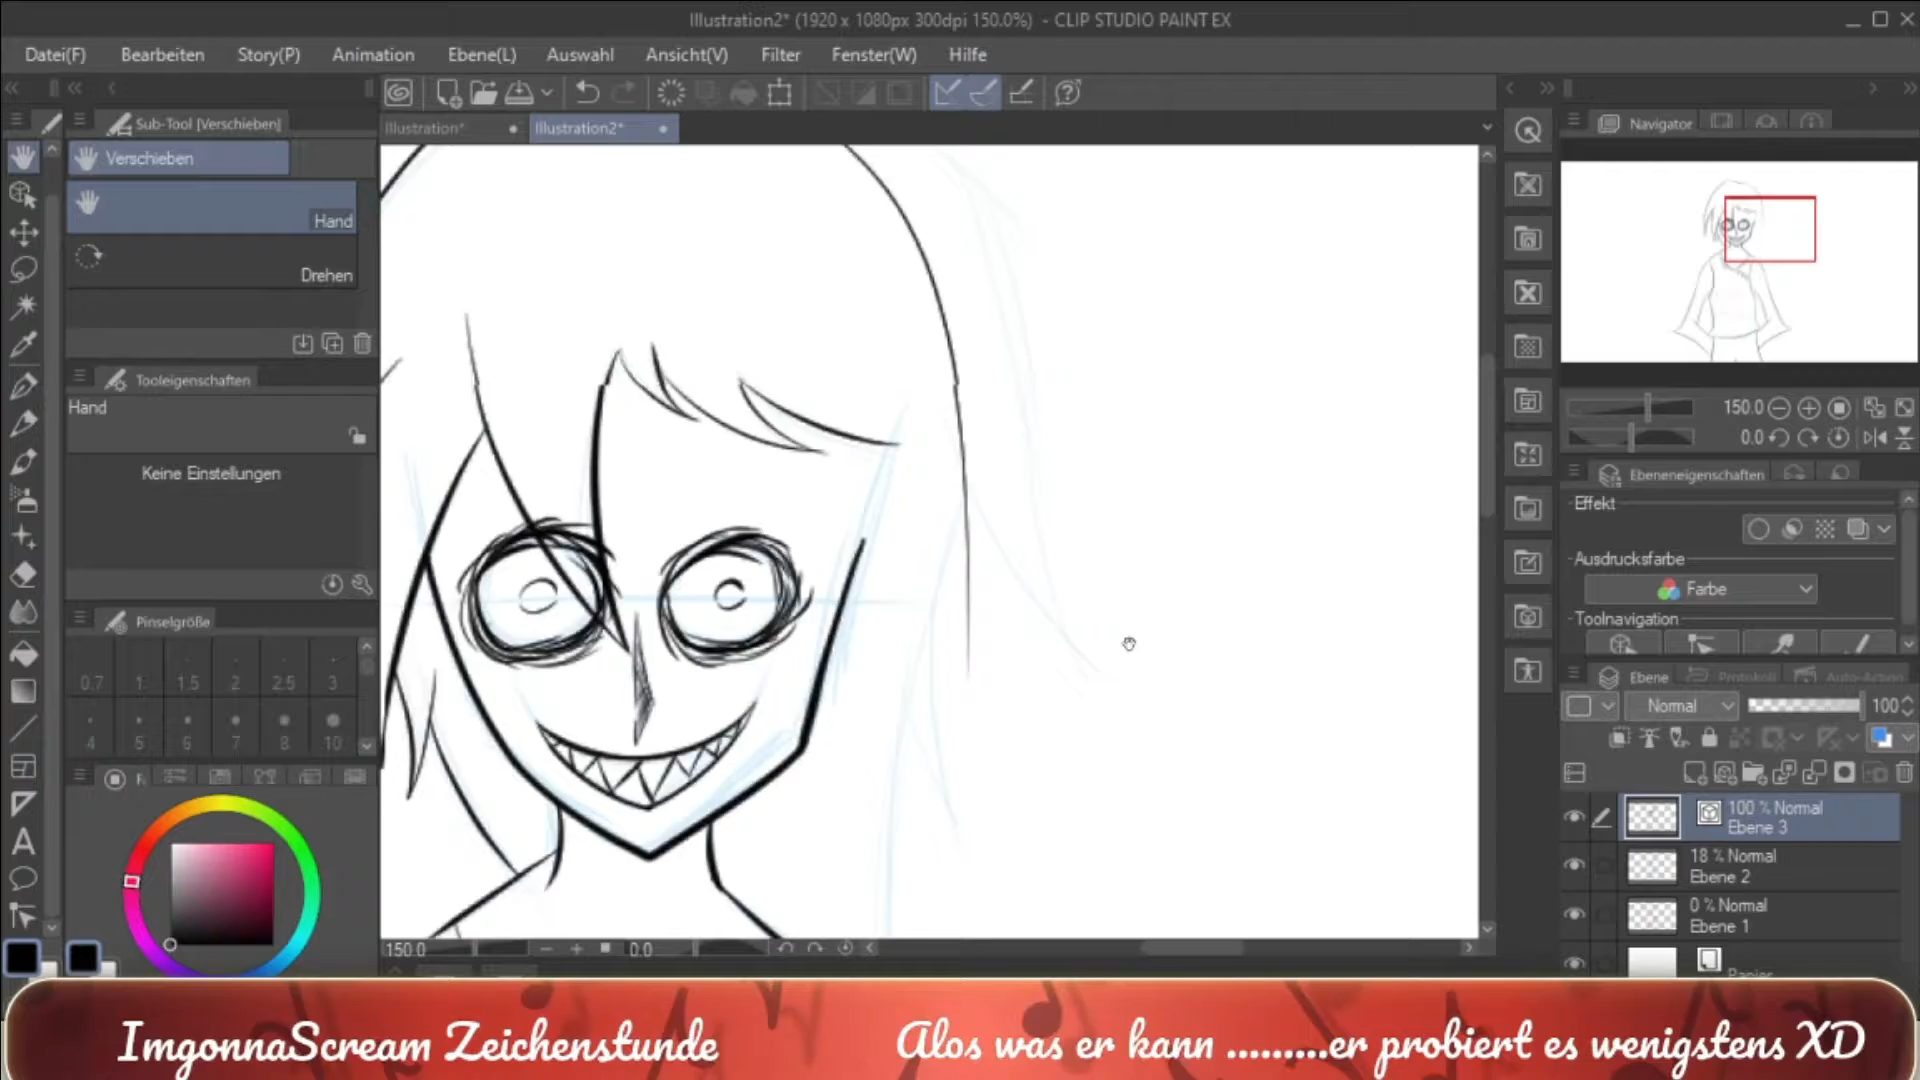 Illustration2* (1920 x 1080px 300dpi 150.0%) - CLIP STUDIO PAINT EX
Datei(F) Bearbeiten Story(P) Animation Ebene(L) Auswahl Ansicht(V) Filter Fenster(W) Hilfe
Sub-Tool [Verschieben]
Illustration* Illustration2*
Navigator
Verschieben
Hand
Drehen
Tooleigenschaften
Hand
Keine Einstellungen
Pinselgröße
0.7 1 1.5 2 2.5 3
4 5 6 7 8 10
150.0
0.0
Ebeneneigenschaften
Effekt
Ausdrucksfarbe
Farbe
Toolnavigation
Ebene Protokoll Auto-Action
Normal 100
100 % Normal
Ebene 3
18 % Normal
Ebene 2
0 % Normal
Ebene 1
Papier
150.0 0.0
ImgonnaScream Zeichenstunde
Alos was er kann .........er probiert es wenigstens XD